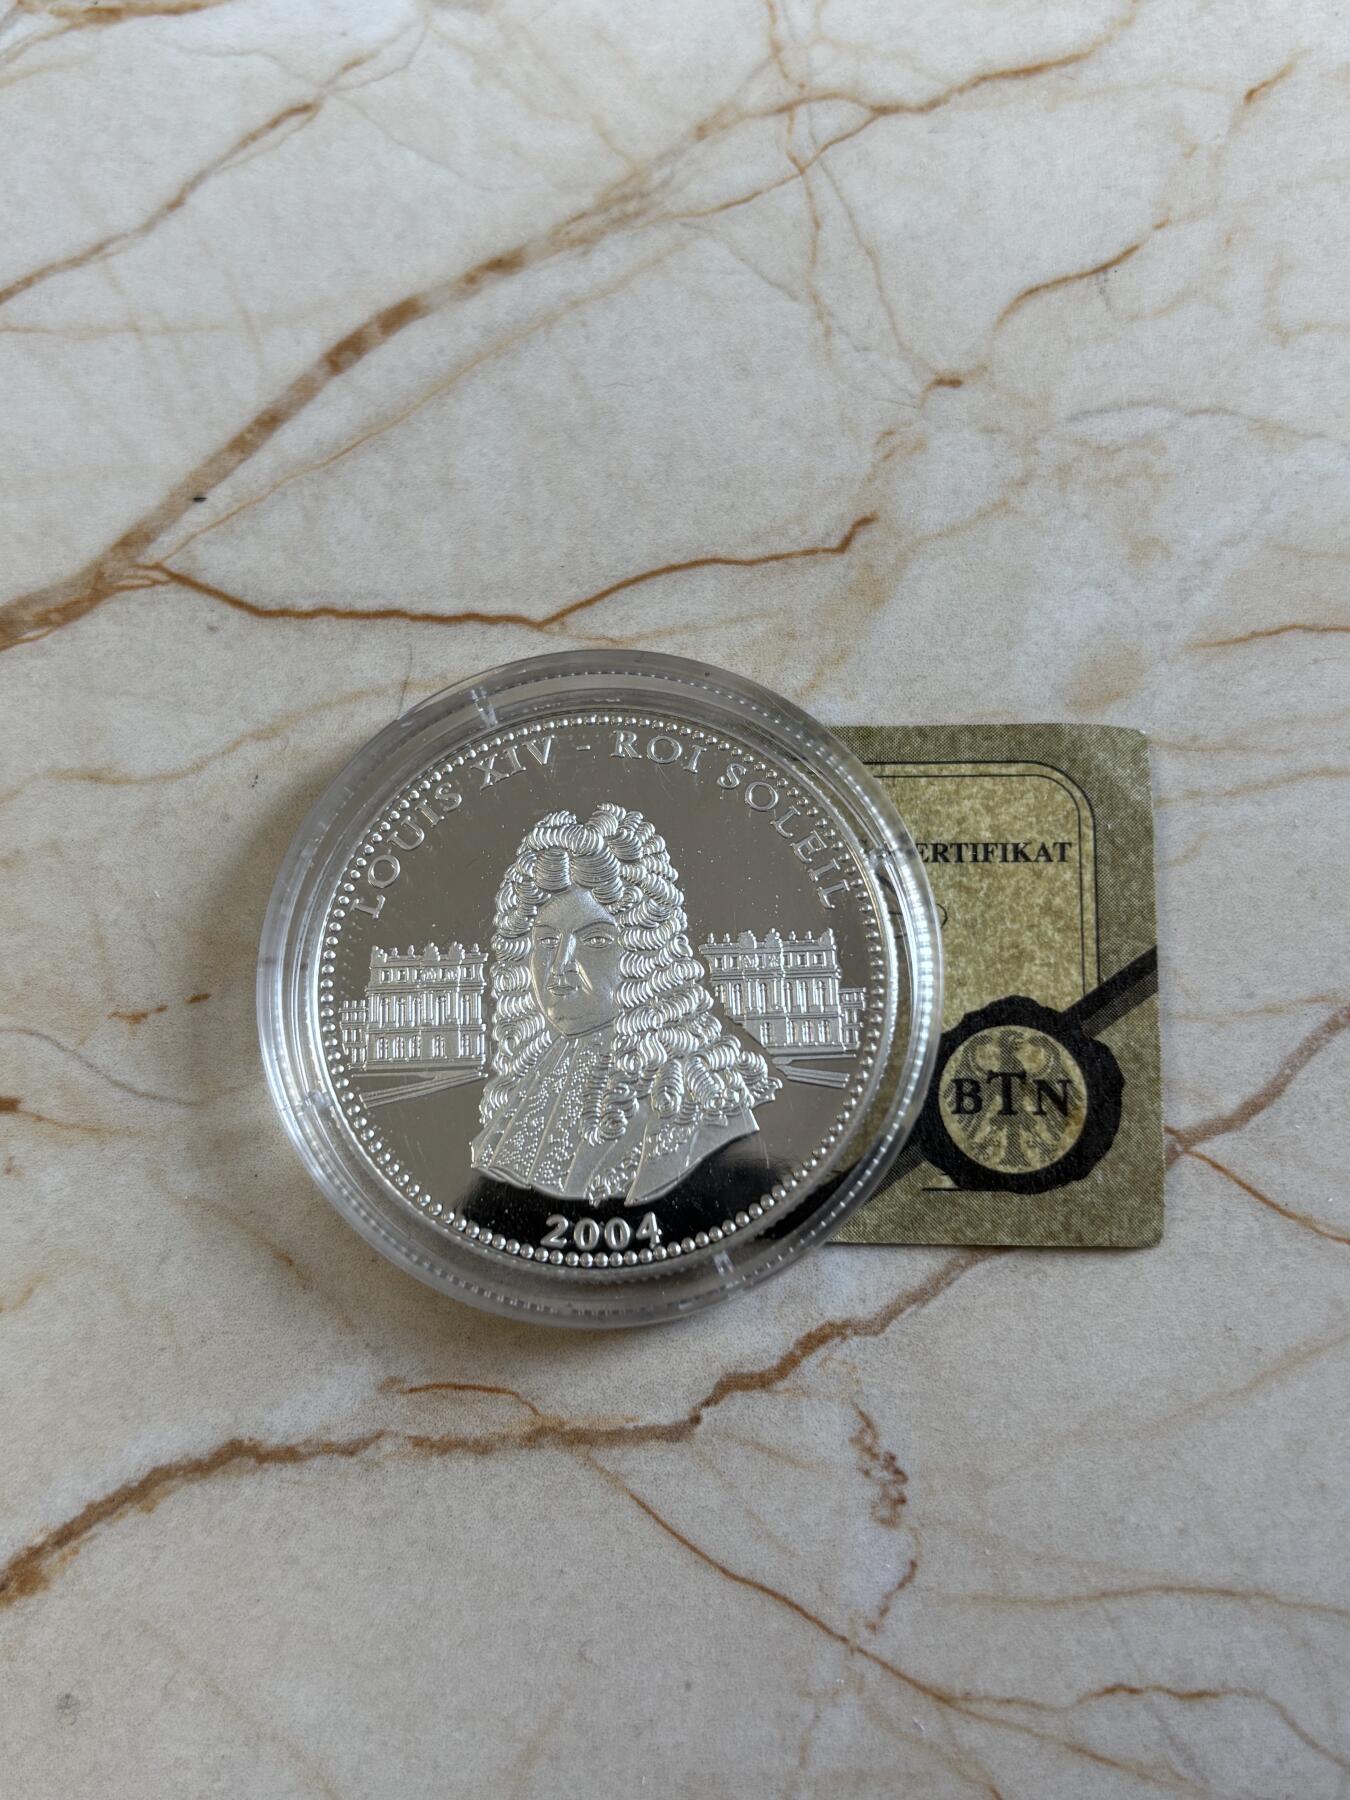 LOUIS XIV - ROI SOLEIL
2004
ERTIFIKAT
BTN